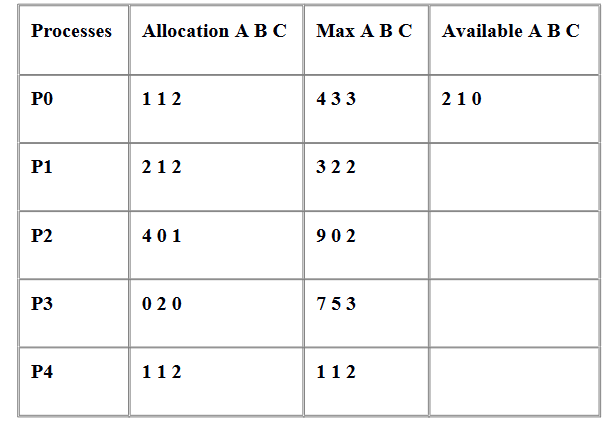 Processes Allocation A B C Max A B C Available A B C
P0 1 1 2 4 3 3 2 1 0
P1 2 1 2 3 2 2
P2 4 0 1 9 0 2
P3 0 2 0 7 5 3
P4 1 1 2 1 1 2